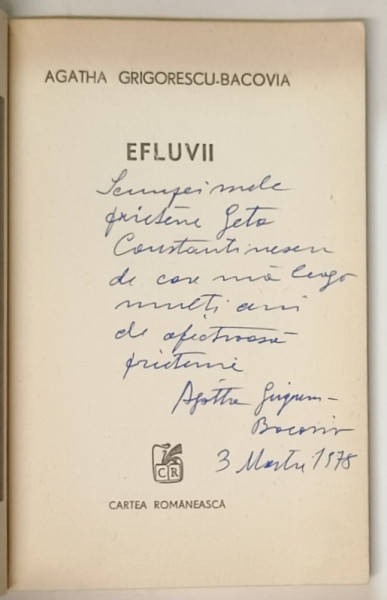 AGATHA GRIGORESCU-BACOVIA
EFLUVII
Scumpei mele
prietene Geta
Constantinescu
de care mă leagă
mulți ani
de afectuoasă
prietenie
Agatha Grigorescu-
Bacovia
3 Martie 1978
CR
CARTEA ROMÂNEASCĂ